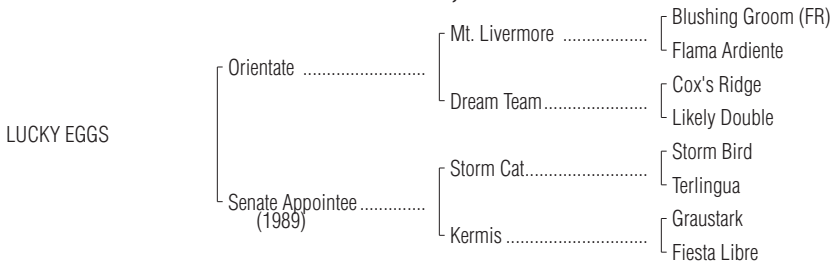 Blushing Groom (FR)
Mt. Livermore ..................
Flama Ardiente
Orientate ..........................
Cox's Ridge
Dream Team......................
Likely Double
LUCKY EGGS
Storm Bird
Storm Cat..........................
Terlingua
Senate Appointee ..............
(1989)
Graustark
Kermis ..............................
Fiesta Libre